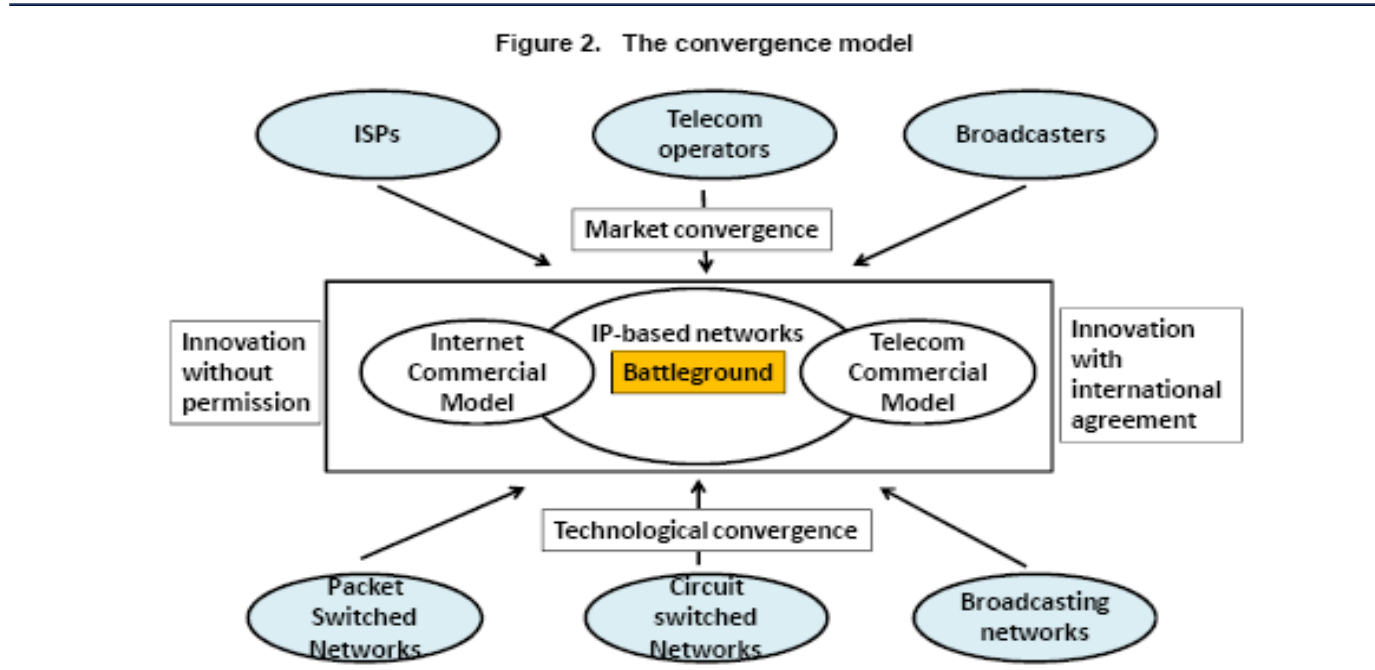 Figure 2. The convergence model
ISPs
Telecom
operators
Broadcasters
Market convergence
Innovation
without
permission
Internet
Commercial
Model
IP-based networks
Battleground
Telecom
Commercial
Model
Innovation
with
international
agreement
Technological convergence
Packet
Switched
Networks
Circuit
switched
Networks
Broadcasting
networks